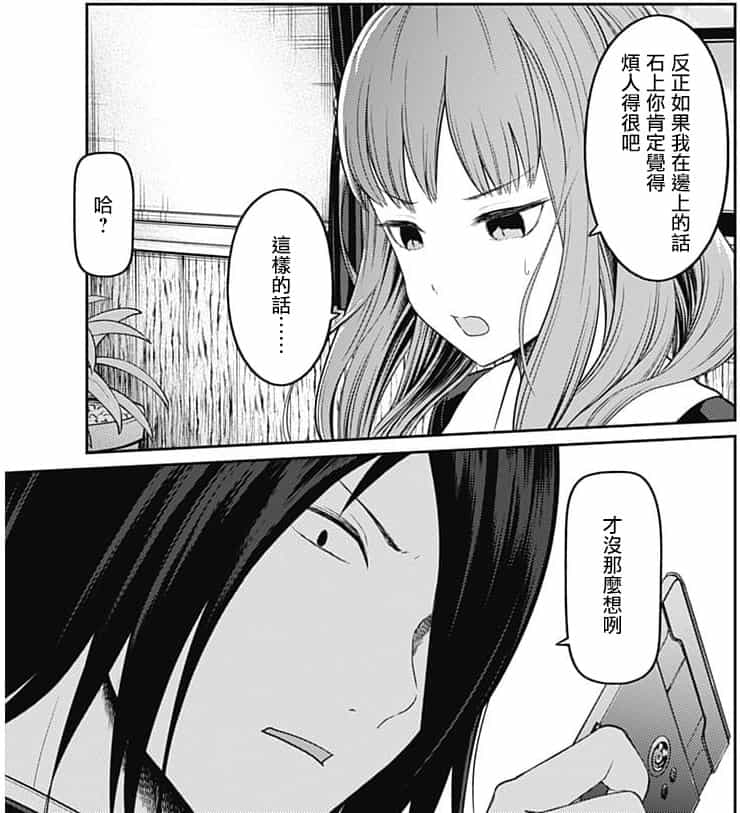 反正如果我在邊上的話
石上你肯定覺得
煩人得很吧
這樣的話……
哈?
才沒那麼想咧